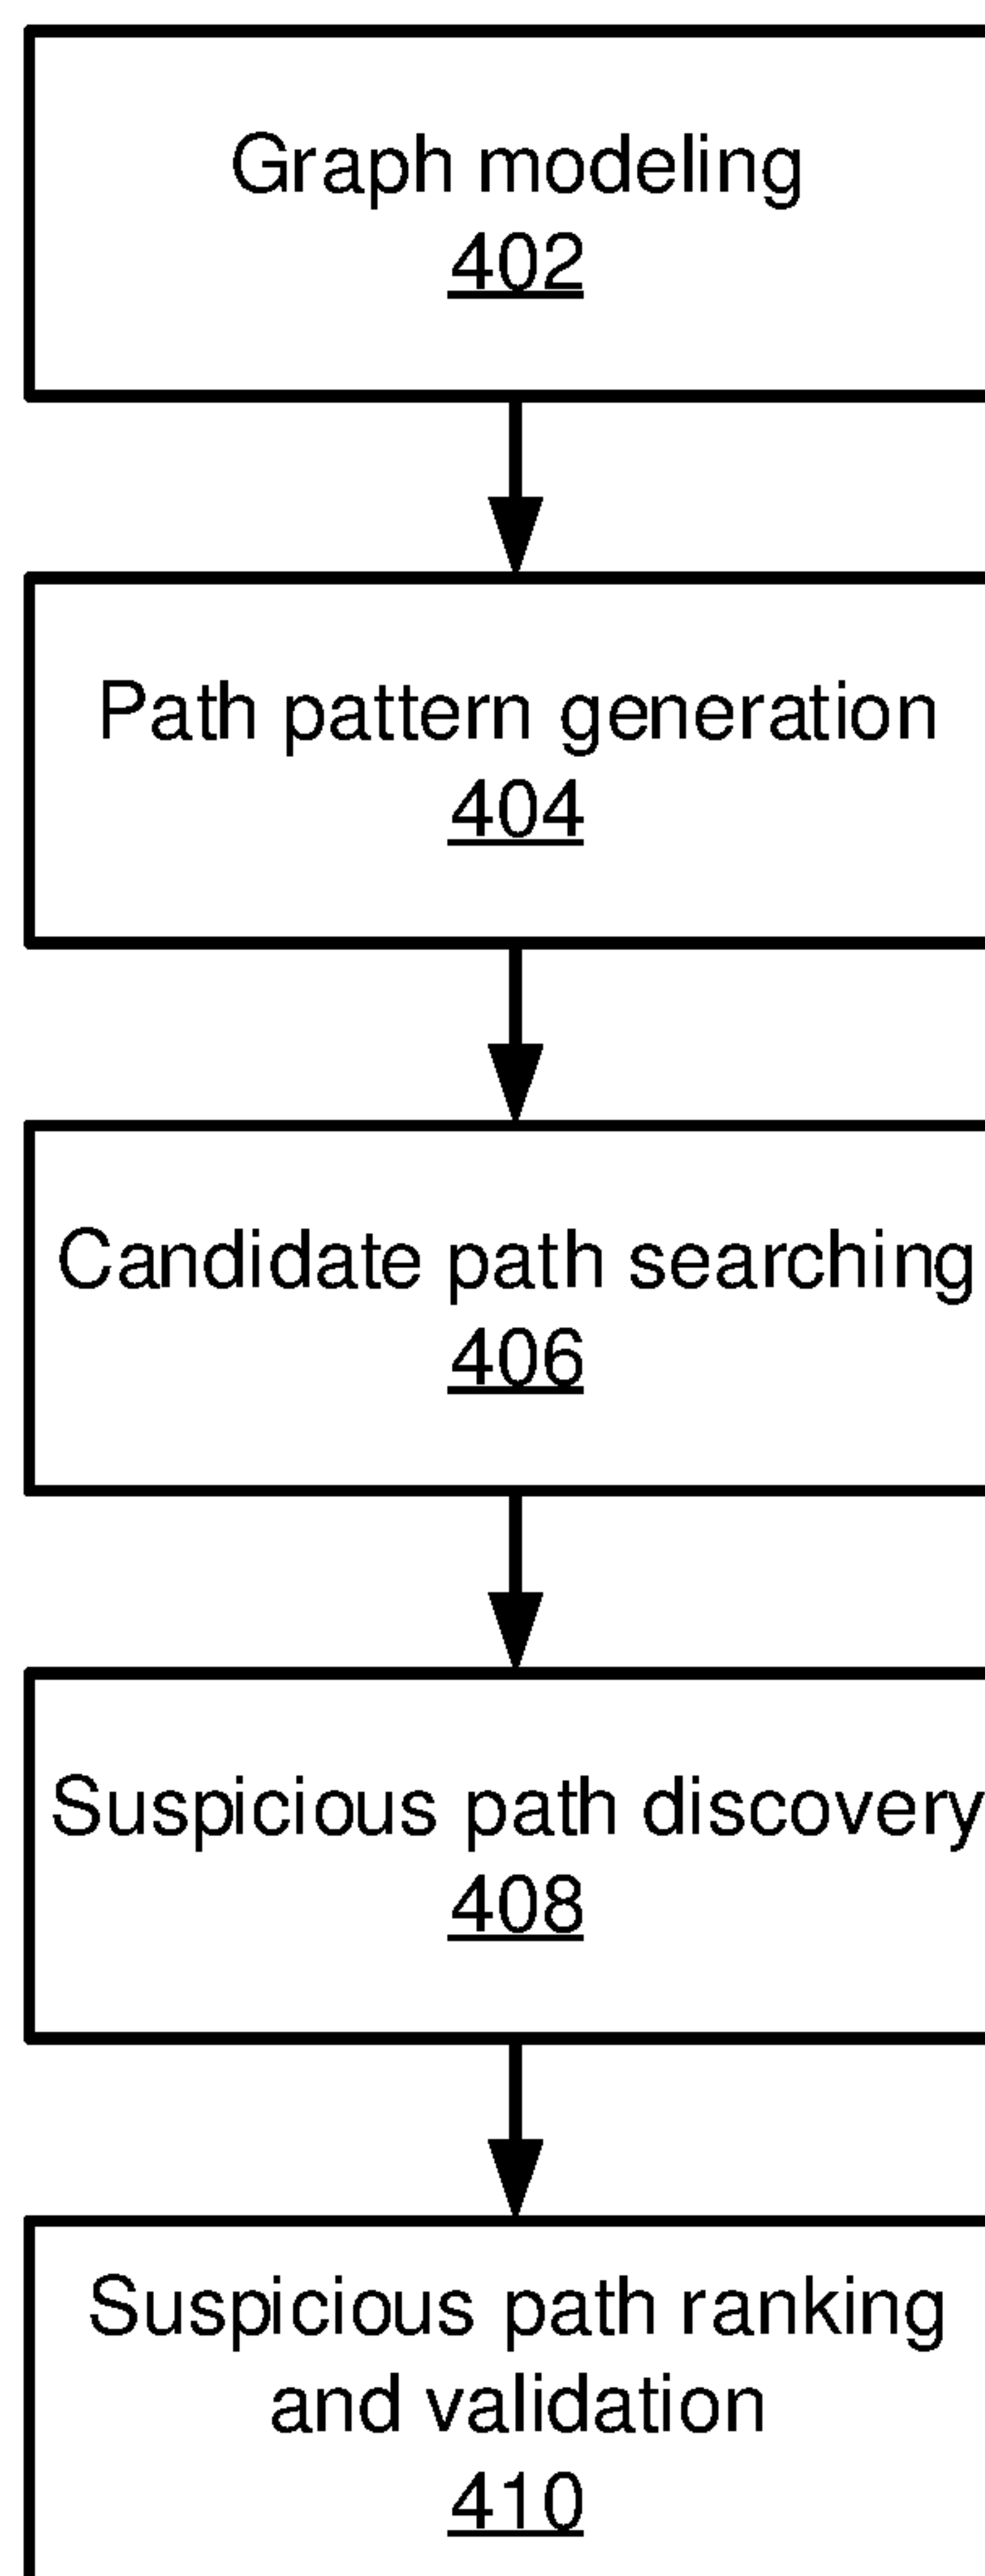 Graph modeling
402
Path pattern generation
404
Candidate path searching
406
Suspicious path discovery
408
Suspicious path ranking
and validation
410